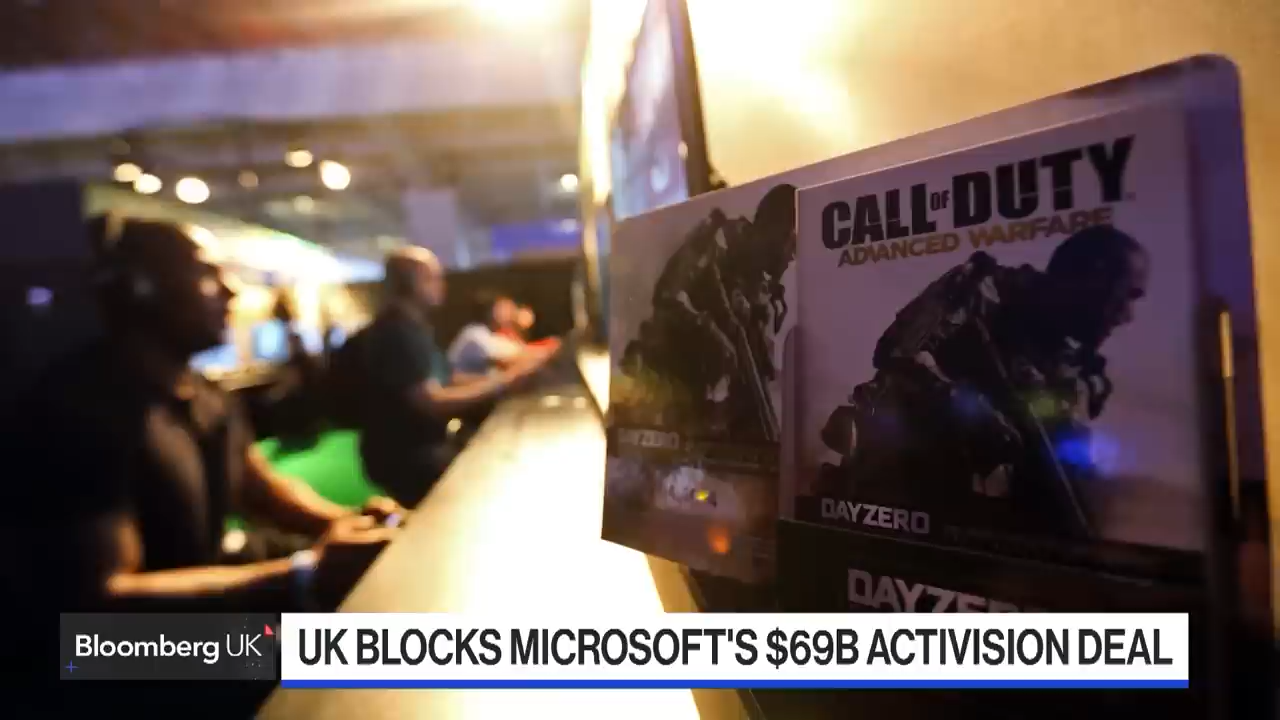 CALL OF DUTY
ADVANCED WARFARE
DAYZERO
DAYZERO
DAYZERO
Bloomberg UK
UK BLOCKS MICROSOFT'S $69B ACTIVISION DEAL